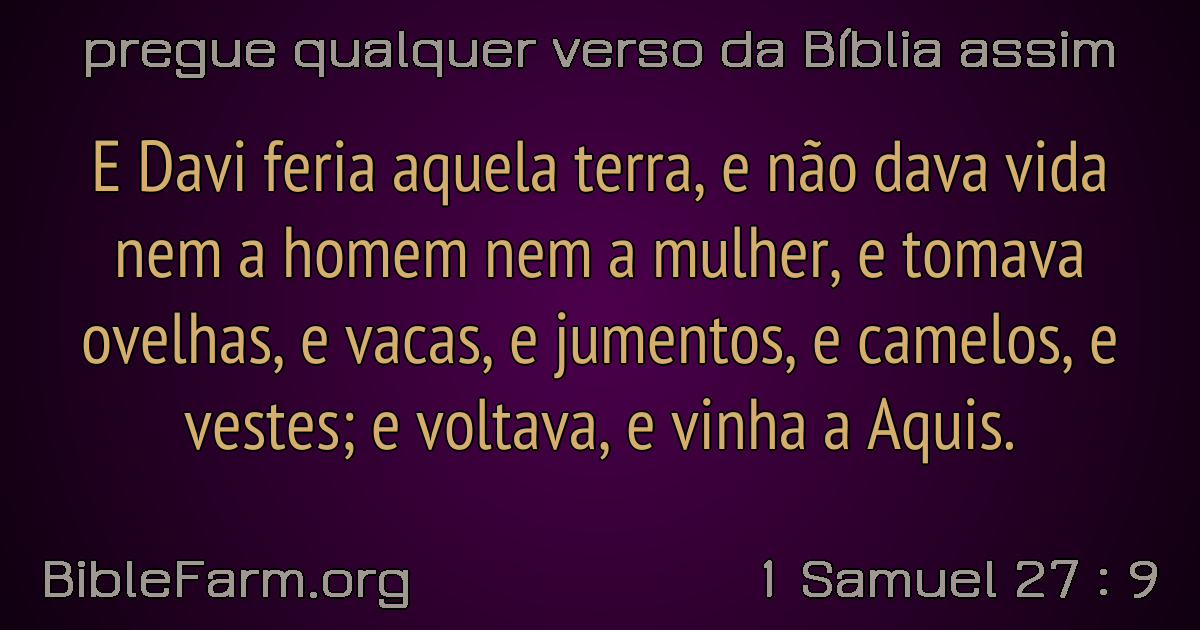 pregue qualquer verso da Bíblia assim
E Davi feria aquela terra, e não dava vida
nem a homem nem a mulher, e tomava
ovelhas, e vacas, e jumentos, e camelos, e
vestes; e voltava, e vinha a Aquis.
BibleFarm.org
1 Samuel 27 : 9